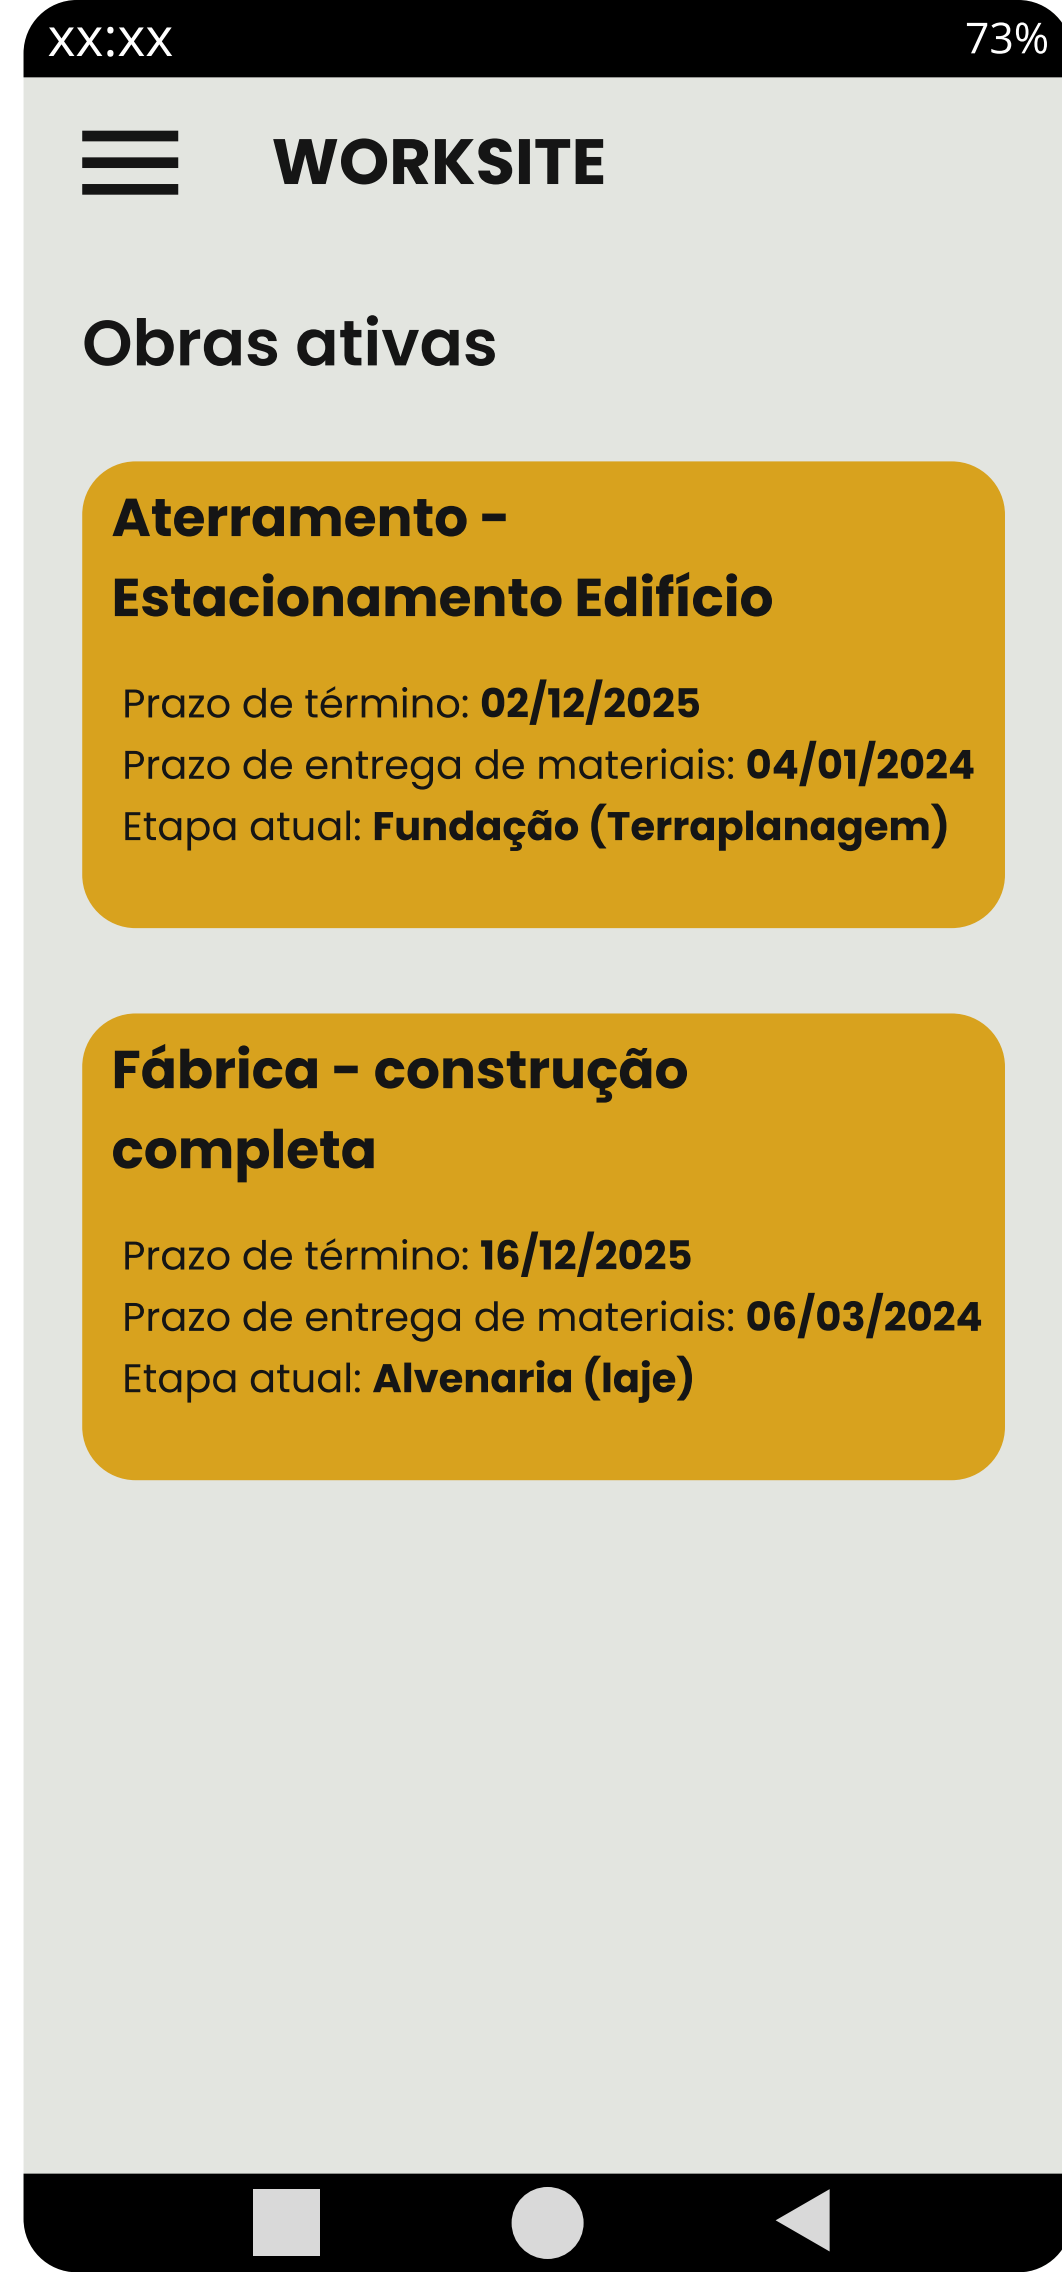 xx:xx 73%
WORKSITE
Obras ativas
Aterramento -
Estacionamento Edifício
Prazo de término: 02/12/2025
Prazo de entrega de materiais: 04/01/2024
Etapa atual: Fundação (Terraplanagem)
Fábrica - construção
completa
Prazo de término: 16/12/2025
Prazo de entrega de materiais: 06/03/2024
Etapa atual: Alvenaria (laje)